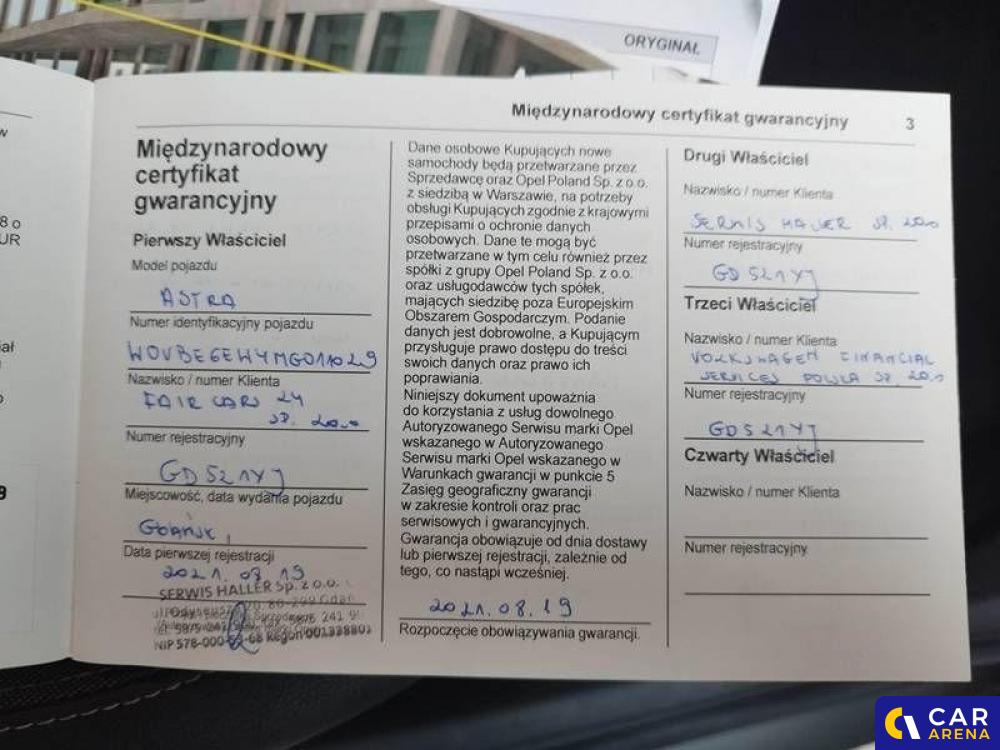 ORYGINAŁ
Międzynarodowy certyfikat gwarancyjny 3
Międzynarodowy
certyfikat
gwarancyjny
Pierwszy Właściciel
Model pojazdu
ASTRA
Numer identyfikacyjny pojazdu
W0VBEGEWYMG011029
Nazwisko / numer Klienta
FAIR CARS 24
SP. Z O.O
Numer rejestracyjny
GD521YJ
Miejscowość, data wydania pojazdu
GDAŃSK,
Data pierwszej rejestracji
2021.08.19
SERWIS HALLER Sp. z o.o.
Dane osobowe Kupujących nowe
samochody będą przetwarzane przez
Sprzedawcę oraz Opel Poland Sp. z o.o.
z siedzibą w Warszawie, na potrzeby
obsługi Kupujących zgodnie z krajowymi
przepisami o ochronie danych
osobowych. Dane te mogą być
przetwarzane w tym celu również przez
spółki z grupy Opel Poland Sp. z o.o.
oraz usługodawców tych spółek,
mających siedzibę poza Europejskim
Obszarem Gospodarczym. Podanie
danych jest dobrowolne, a Kupującym
przysługuje prawo dostępu do treści
swoich danych oraz prawo ich
poprawiania.
Niniejszy dokument upoważnia
do korzystania z usług dowolnego
Autoryzowanego Serwisu marki Opel
wskazanego w Autoryzowanego
Serwisu marki Opel wskazanego w
Warunkach gwarancji w punkcie 5
Zasięg geograficzny gwarancji
w zakresie kontroli oraz prac
serwisowych i gwarancyjnych.
Gwarancja obowiązuje od dnia dostawy
lub pierwszej rejestracji, zależnie od
tego, co nastąpi wcześniej.
2021.08.19
Rozpoczęcie obowiązywania gwarancji.
Drugi Właściciel
Nazwisko / numer Klienta
SERWIS HALLER SP. ZOO
Numer rejestracyjny
GD521YJ
Trzeci Właściciel
Nazwisko / numer Klienta
VOLKSWAGEN FINANCIAL
SERVICES POLSKA SP. ZOO
Numer rejestracyjny
GD521YJ
Czwarty Właściciel
Nazwisko / numer Klienta
Numer rejestracyjny
CAR
ARENA